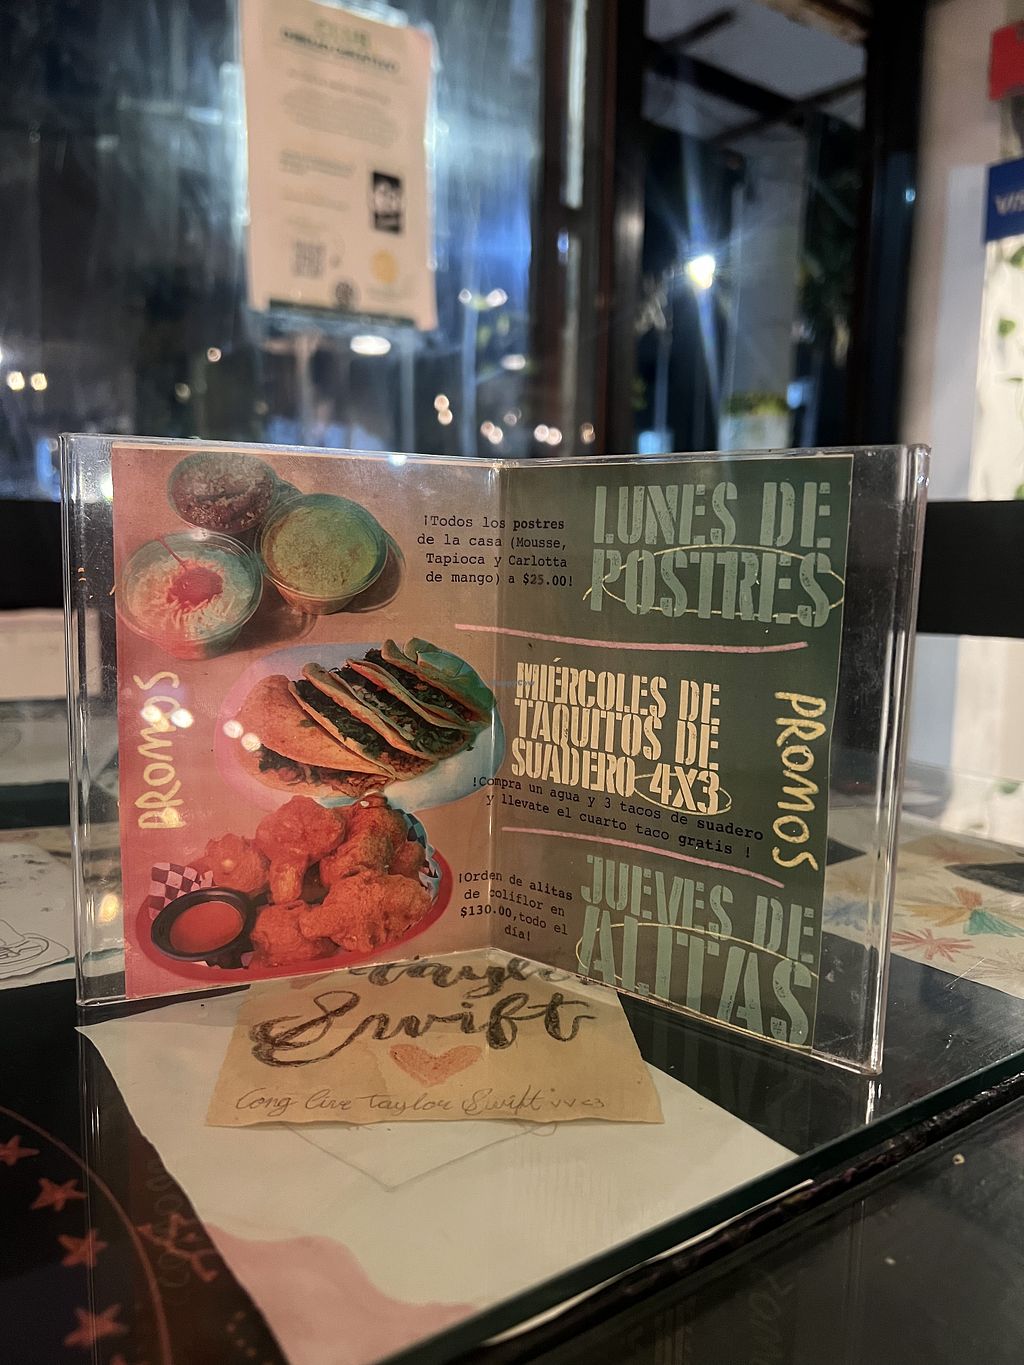 VISA
PROMOS
¡Todos los postres
de la casa (Mousse,
Tapioca y Carlotta
de mango) a $25.00!
LUNES DE
POSTRES
MIÉRCOLES DE
TAQUITOS DE
SUADERO 4X3
!Compra un agua y 3 tacos de suadero
y llevate el cuarto taco gratis !
PROMOS
¡Orden de alitas
de coliflor en
$130.00,todo el
día!
JUEVES DE
ALITAS
Taylor
Swift
Long live Taylor Swift